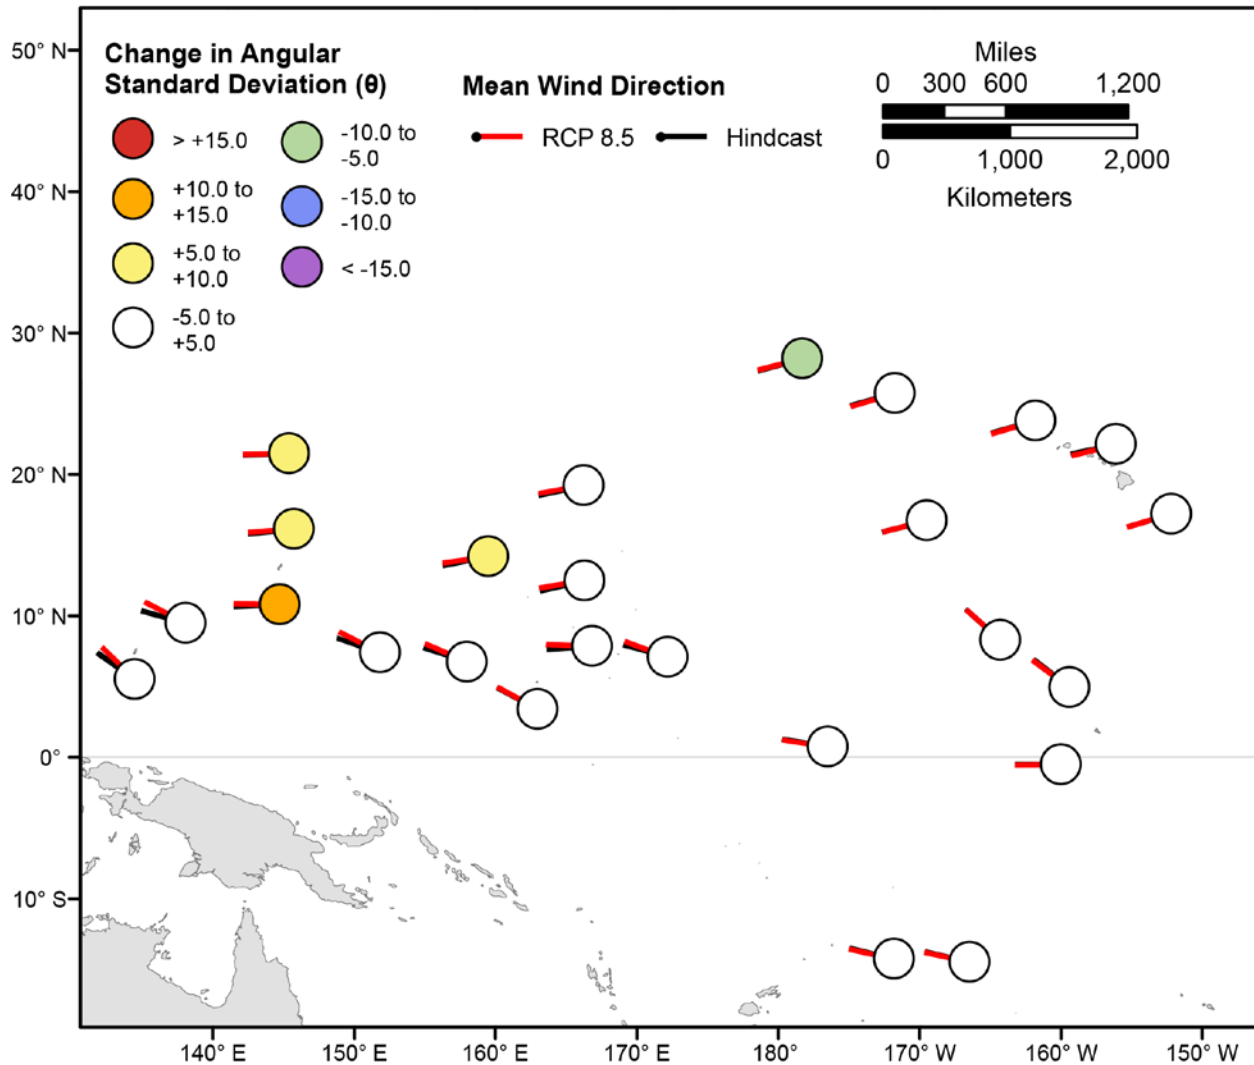 Change in Angular
Standard Deviation (θ)
> +15.0
+10.0 to
+15.0
+5.0 to
+10.0
-5.0 to
+5.0
-10.0 to
-5.0
-15.0 to
-10.0
< -15.0
Mean Wind Direction
RCP 8.5
Hindcast
Miles
0 300 600 1,200
0 1,000 2,000
Kilometers
50° N
40° N
30° N
20° N
10° N
0°
10° S
140° E 150° E 160° E 170° E 180° 170° W 160° W 150° W